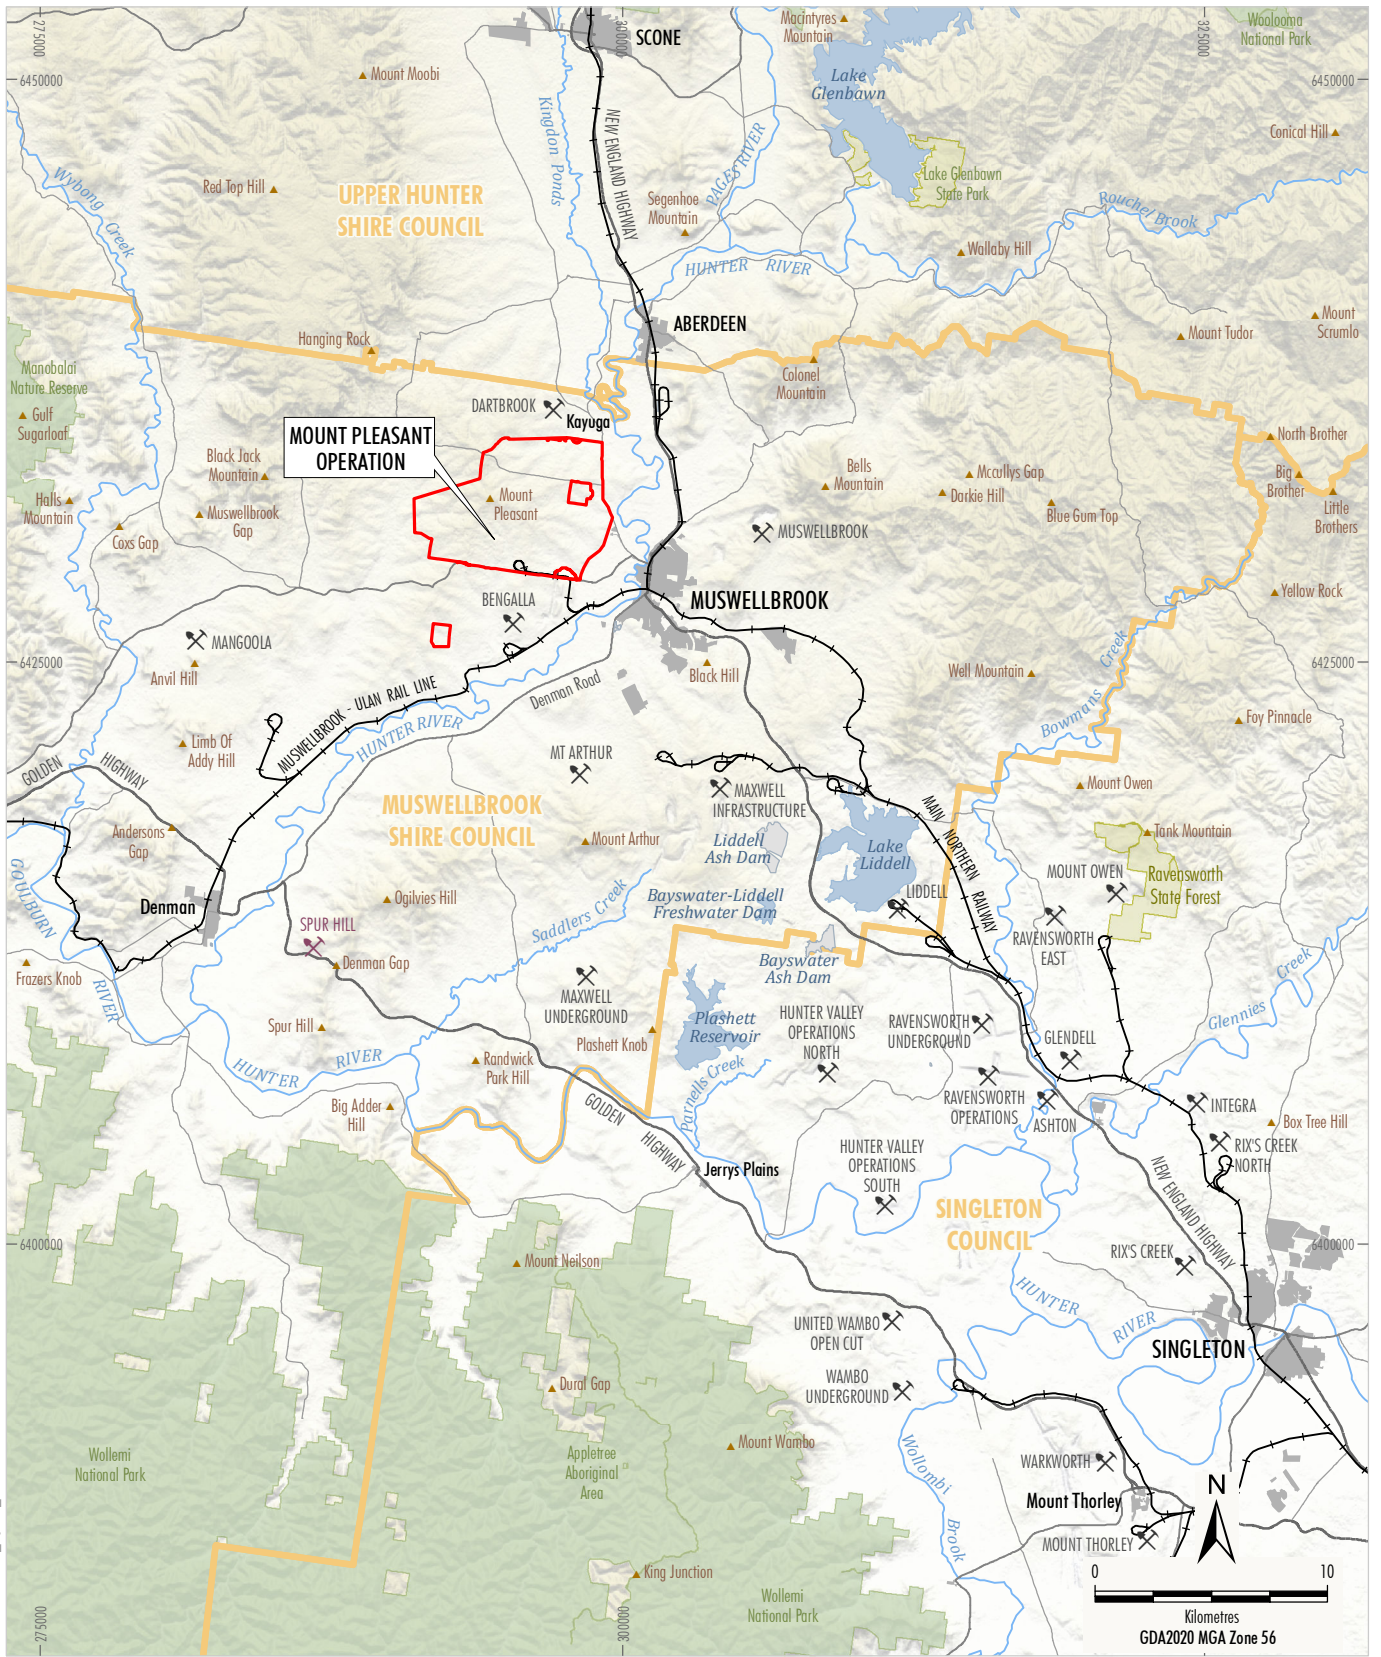 275000
300000
325000
SCONE
Macintyres
Mountain
Woolooma
National Park
6450000
6450000
Mount Moobi
Lake
Glenbawn
Kingdon Ponds
NEW ENGLAND HIGHWAY
Conical Hill
Wybong Creek
Red Top Hill
UPPER HUNTER
SHIRE COUNCIL
Segenhoe
Mountain
PAGES RIVER
Lake Glenbawn
State Park
Rouchel Brook
Wallaby Hill
HUNTER RIVER
ABERDEEN
Mount
Scrumlo
Mount Tudor
Hanging Rock
Manobalai
Nature Reserve
Colonel
Mountain
Gulf
Sugarloaf
DARTBROOK
Kayuga
MOUNT PLEASANT
OPERATION
North Brother
Black Jack
Mountain
Bells
Mountain
Mccullys Gap
Big
Brother
Darkie Hill
Halls
Mountain
Mount
Pleasant
Muswellbrook
Gap
Blue Gum Top
Little
Brothers
Coxs Gap
MUSWELLBROOK
BENGALLA
MUSWELLBROOK
Yellow Rock
MANGOOLA
6425000
6425000
Anvil Hill
Black Hill
Well Mountain
Bowmans Creek
Denman Road
MUSWELLBROOK - ULAN RAIL LINE
HUNTER RIVER
Foy Pinnacle
Limb Of
Addy Hill
GOLDEN HIGHWAY
MT ARTHUR
MAXWELL
INFRASTRUCTURE
Mount Owen
MUSWELLBROOK
SHIRE COUNCIL
MAIN NORTHERN RAILWAY
Andersons
Gap
Mount Arthur
Liddell
Ash Dam
Lake
Liddell
Tank Mountain
GOULBURN RIVER
MOUNT OWEN
Ravensworth
State Forest
Ogilvies Hill
Bayswater-Liddell
Freshwater Dam
LIDDELL
Denman
Saddlers Creek
SPUR HILL
RAVENSWORTH
EAST
Denman Gap
Bayswater
Ash Dam
Frazers Knob
MAXWELL
UNDERGROUND
Glennies Creek
Plashett
Reservoir
HUNTER VALLEY
OPERATIONS
NORTH
RAVENSWORTH
UNDERGROUND
Spur Hill
Plashett Knob
GLENDELL
HUNTER RIVER
Randwick
Park Hill
Parnells Creek
RAVENSWORTH
OPERATIONS
Big Adder
Hill
GOLDEN HIGHWAY
ASHTON
INTEGRA
Box Tree Hill
RIX'S CREEK
NORTH
HUNTER VALLEY
OPERATIONS
SOUTH
Jerrys Plains
NEW ENGLAND HIGHWAY
SINGLETON
COUNCIL
6400000
6400000
RIX'S CREEK
Mount Neilson
HUNTER RIVER
UNITED WAMBO
OPEN CUT
SINGLETON
WAMBO
UNDERGROUND
Dural Gap
Wollombi Brook
Mount Wambo
Wollemi
National Park
Appletree
Aboriginal
Area
WARKWORTH
N
Mount Thorley
MOUNT THORLEY
King Junction
0
10
Wollemi
National Park
Kilometres
GDA2020 MGA Zone 56
275000
300000